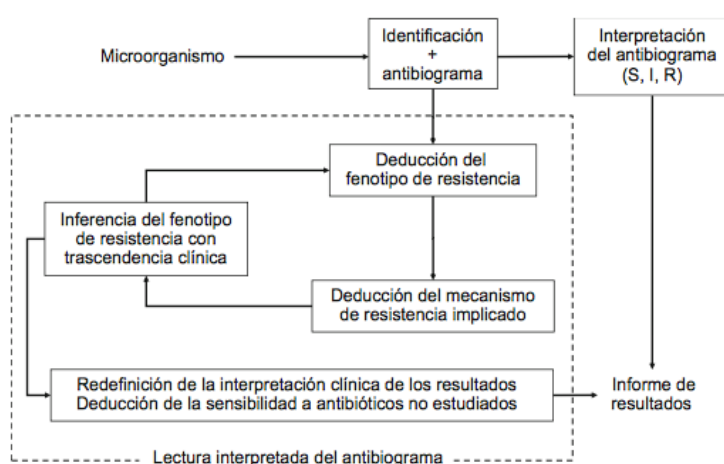 Microorganismo
Identificación
+
antibiograma
Interpretación
del antibiograma
(S, I, R)
Deducción del
fenotipo de resistencia
Inferencia del fenotipo
de resistencia con
trascendencia clínica
Deducción del mecanismo
de resistencia implicado
Redefinición de la interpretación clínica de los resultados
Deducción de la sensibilidad a antibióticos no estudiados
Informe de
resultados
Lectura interpretada del antibiograma